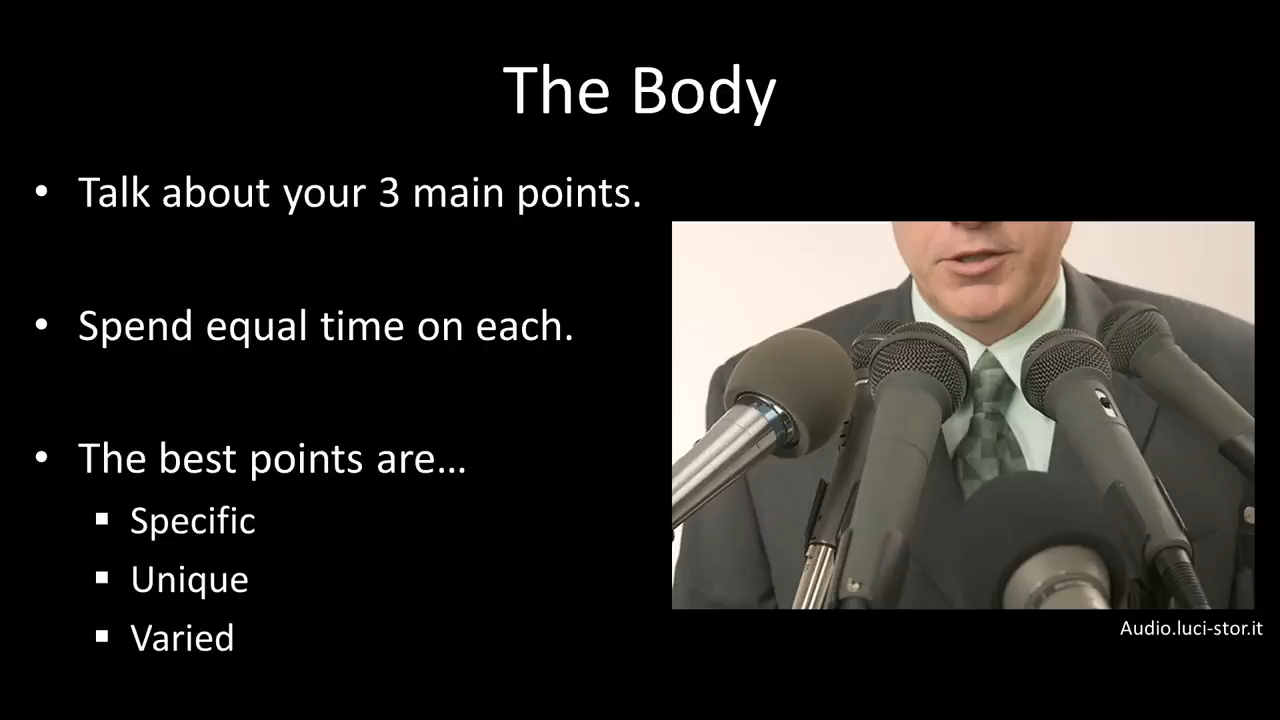 The Body
• Talk about your 3 main points.
• Spend equal time on each.
• The best points are…
▪ Specific
▪ Unique
▪ Varied
Audio.luci-stor.it